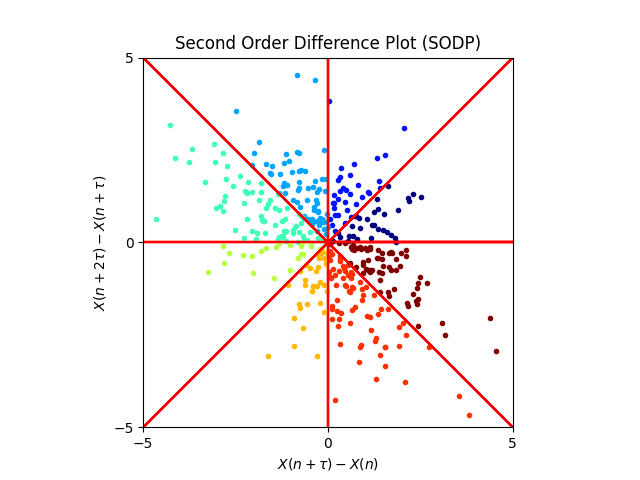 Second Order Difference Plot (SODP)
X(n + 2τ) − X(n + τ)
5
0
−5
−5 0 5
X(n + τ) − X(n)